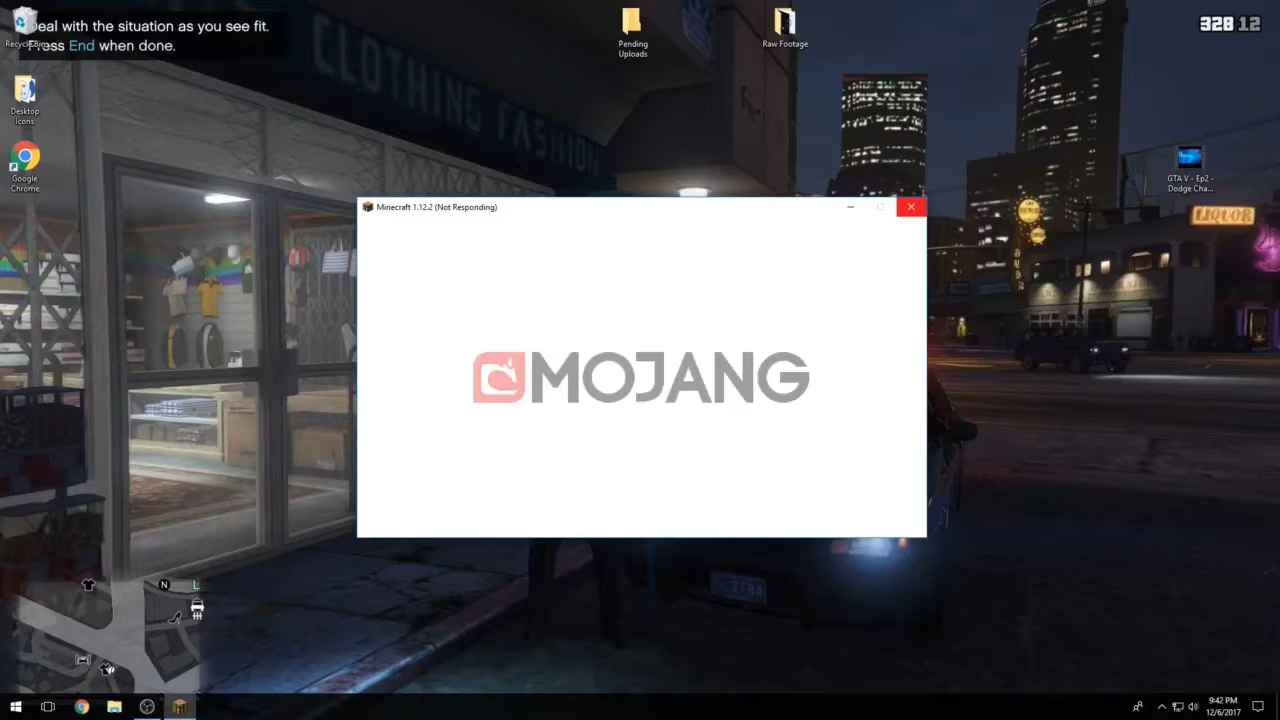 Deal with the situation as you see fit.
Press End when done.
Recycle Bin
Desktop
Icons
Google
Chrome
CLOTHING FASHION
Pending
Uploads
Raw Footage
328 12
GTA V - Ep2 -
Dodge Cha...
LIQUOR
Minecraft 1.12.2 (Not Responding)
MOJANG
N
L
9:42 PM
12/6/2017